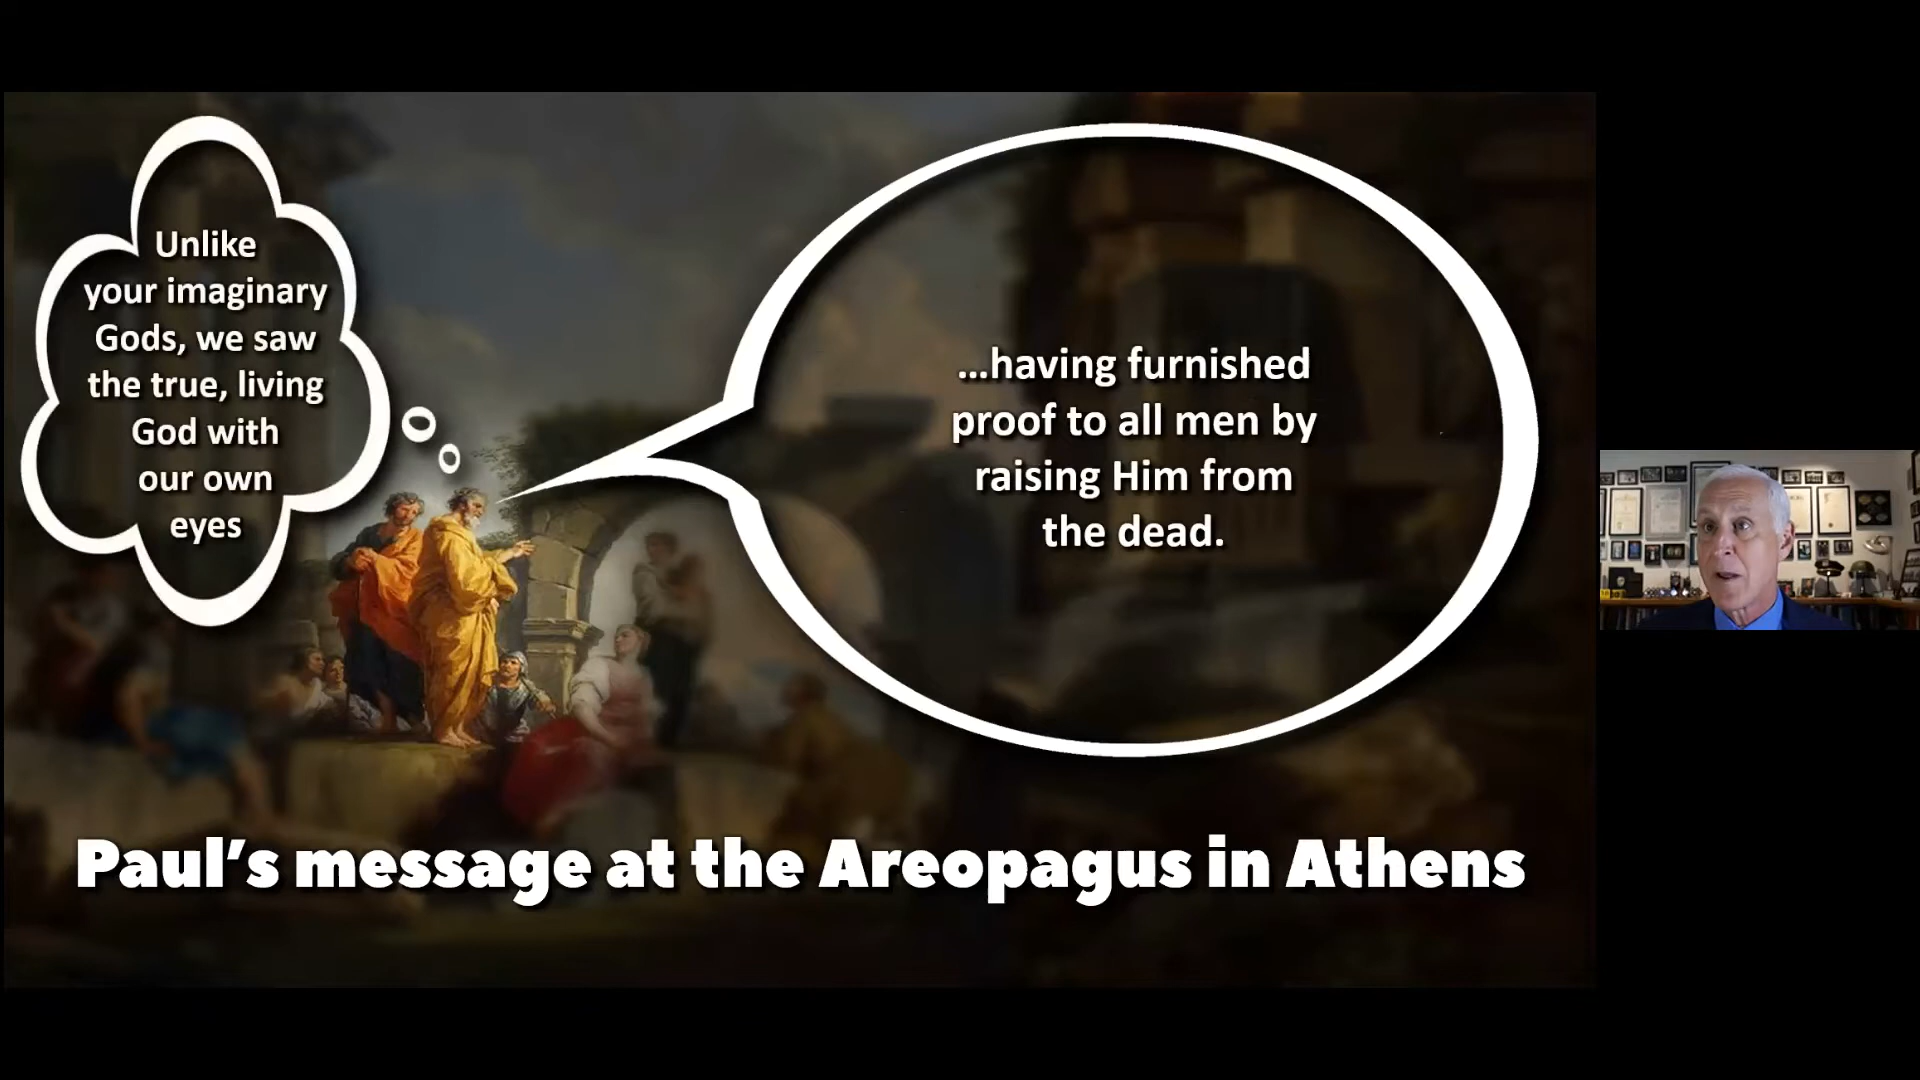 Unlike
your imaginary
Gods, we saw
the true, living
God with
our own
eyes
...having furnished
proof to all men by
raising Him from
the dead.
Paul's message at the Areopagus in Athens